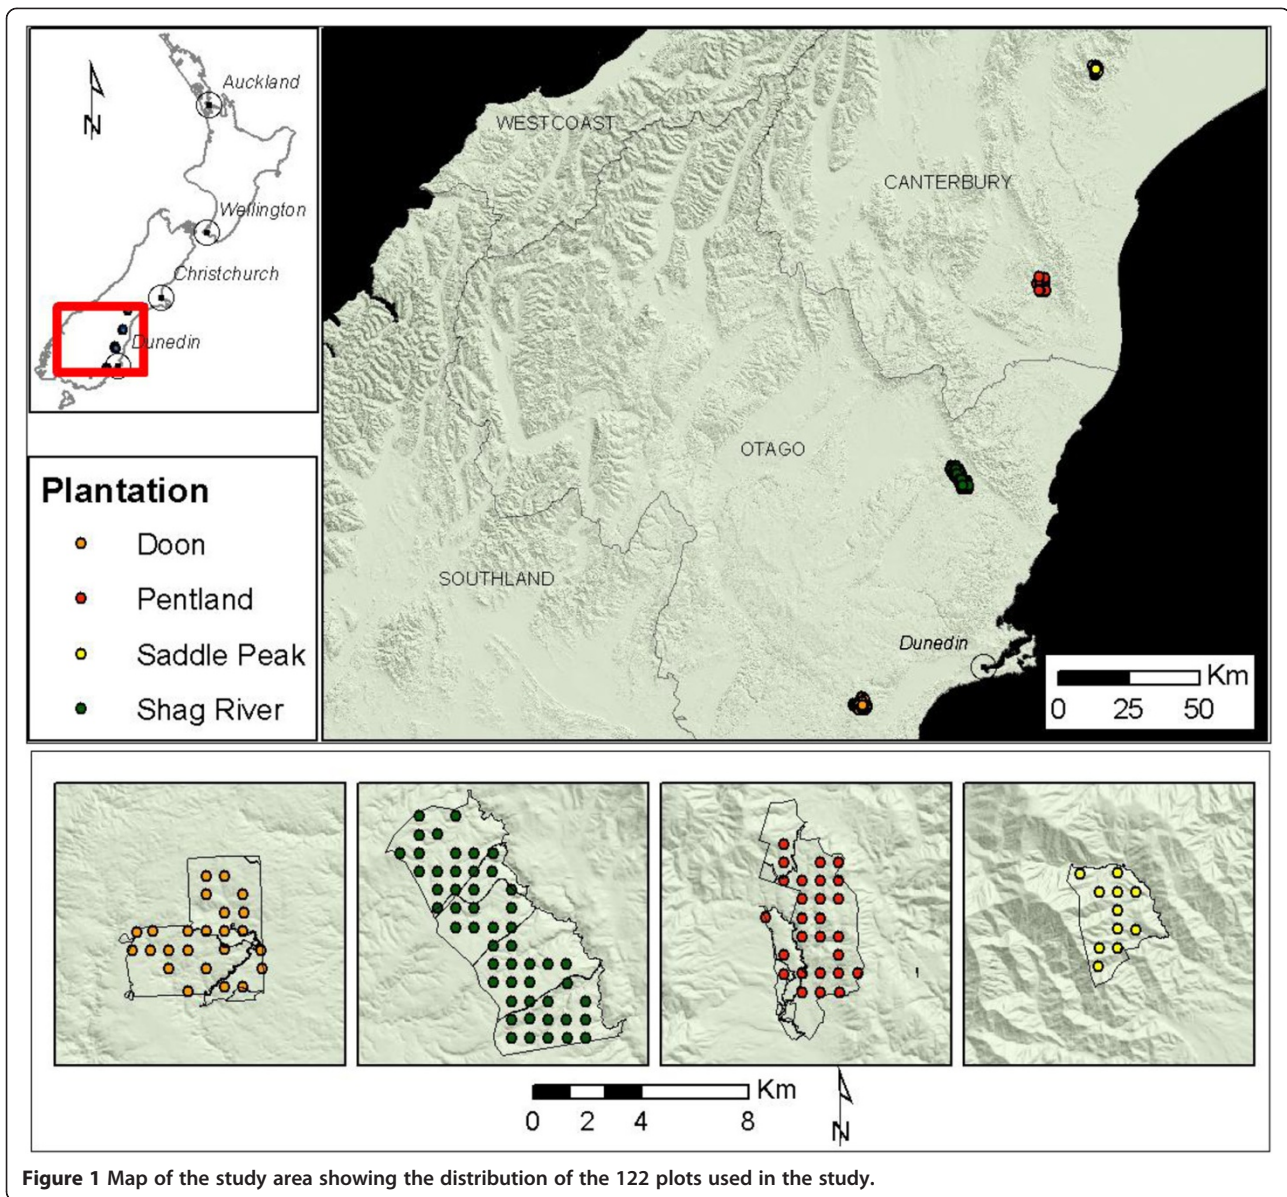 Auckland
N
Wellington
Christchurch
Dunedin
WESTCOAST
CANTERBURY
OTAGO
SOUTHLAND
Dunedin
Km
0 25 50
Plantation
Doon
Pentland
Saddle Peak
Shag River
Km
0 2 4 8
N
Figure 1 Map of the study area showing the distribution of the 122 plots used in the study.